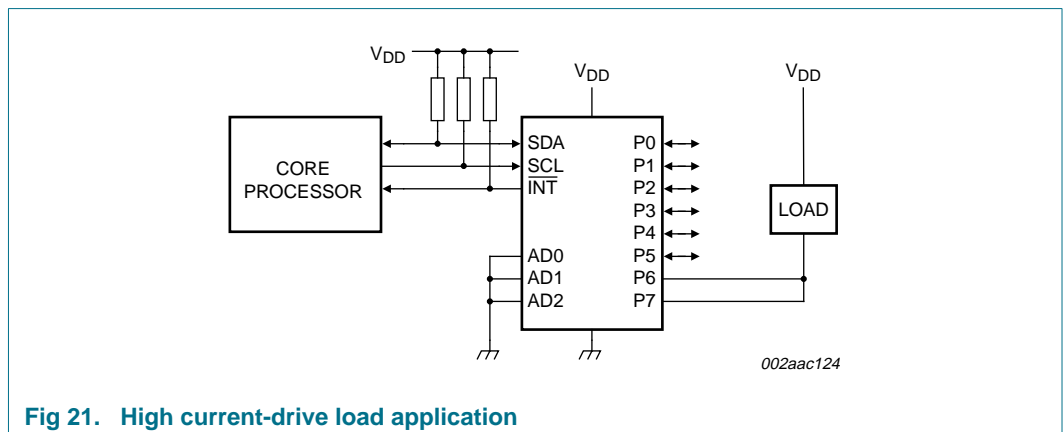 VDD
VDD
VDD
CORE
PROCESSOR
SDA
SCL
INT
AD0
AD1
AD2
P0
P1
P2
P3
P4
P5
P6
P7
LOAD
002aac124
Fig 21. High current-drive load application